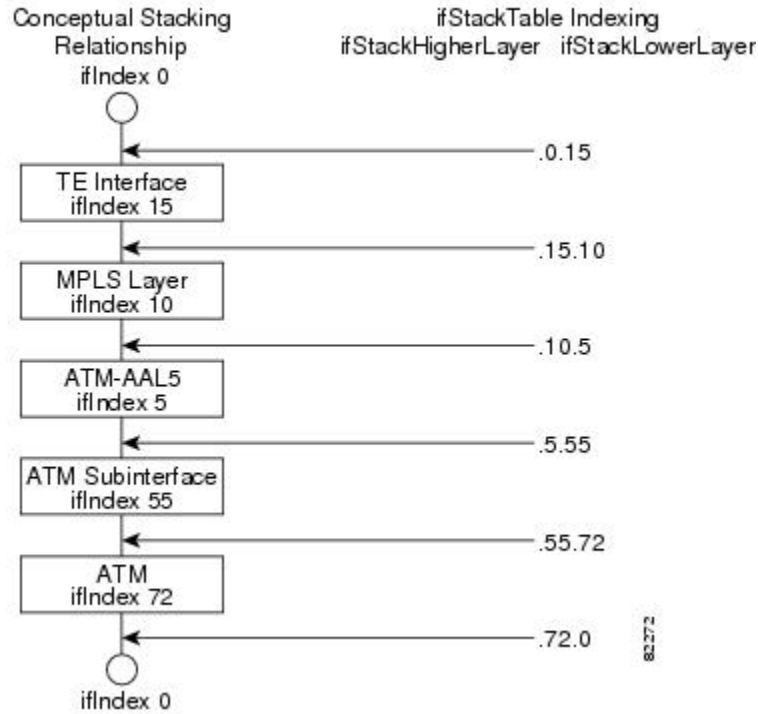 Conceptual Stacking
Relationship
ifIndex 0
ifStackTable Indexing
ifStackHigherLayer ifStackLowerLayer
.0.15
TE Interface
ifIndex 15
.15.10
MPLS Layer
ifIndex 10
.10.5
ATM-AAL5
ifIndex 5
.5.55
ATM Subinterface
ifIndex 55
.55.72
ATM
ifIndex 72
.72.0
ifIndex 0
82272